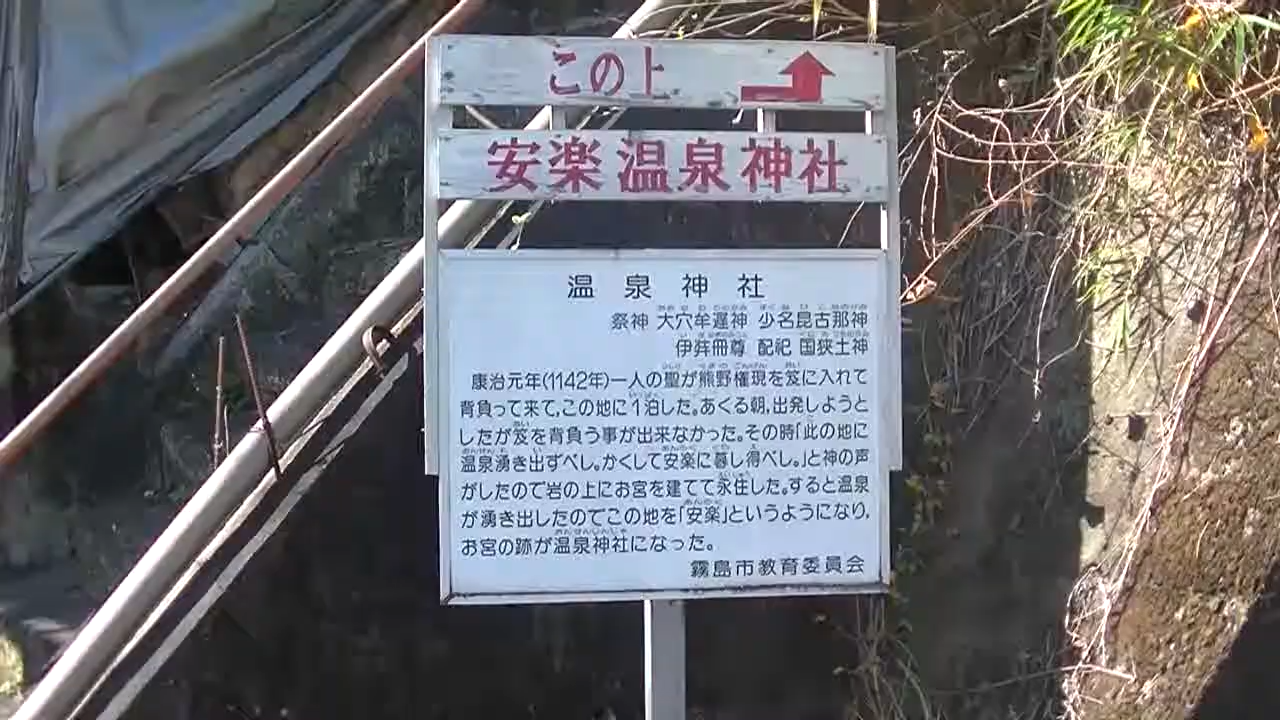 この上
安楽温泉神社
温泉神社
祭神 大穴牟遅神 少名毘古那神
伊弉冊尊 配祀 国狭土神
康治元年(1142年)一人の聖が熊野権現を笈に入れて
背負って来て,この地に1泊した。あくる朝,出発しようと
したが笈を背負う事が出来なかった。その時「此の地に
温泉湧き出ずべし。かくして安楽に暮し得べし。」と神の声
がしたので岩の上にお宮を建てて永住した。すると温泉
が湧き出したのでこの地を「安楽」というようになり,
お宮の跡が温泉神社になった。
霧島市教育委員会